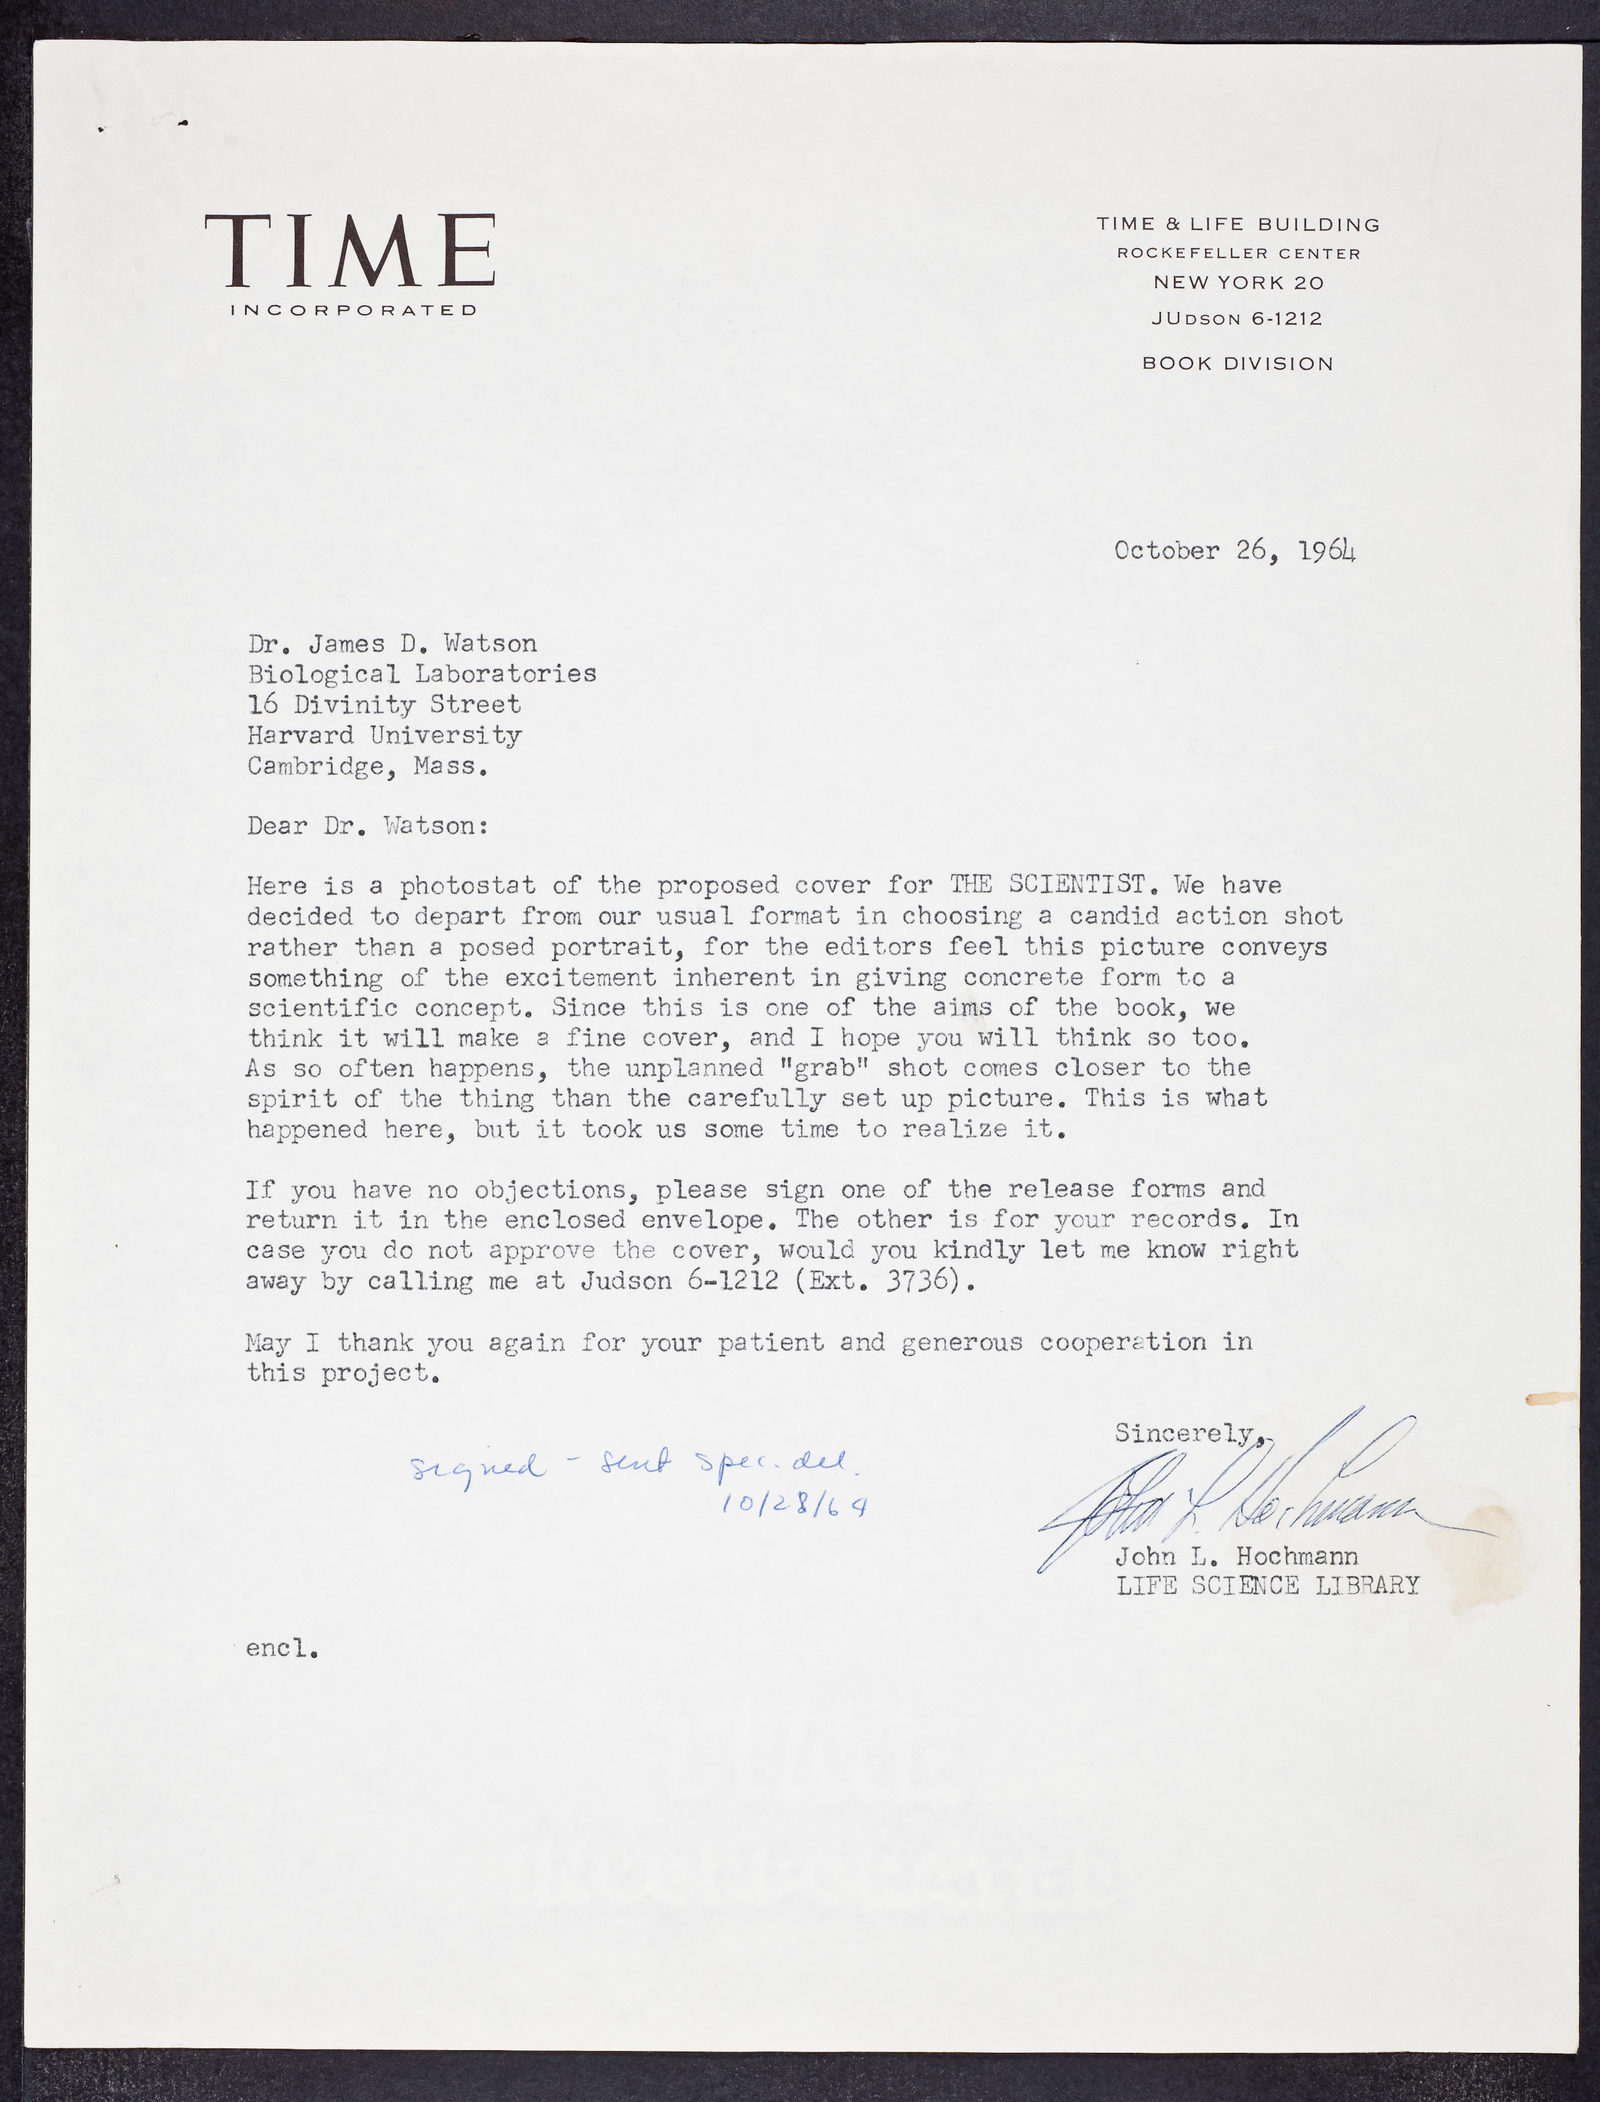 TIME
INCORPORATED
TIME & LIFE BUILDING
ROCKEFELLER CENTER
NEW YORK 20
JUDSON 6-1212
BOOK DIVISION
October 26, 1964
Dr. James D. Watson
Biological Laboratories
16 Divinity Street
Harvard University
Cambridge, Mass.
Dear Dr. Watson:
Here is a photostat of the proposed cover for THE SCIENTIST. We have
decided to depart from our usual format in choosing a candid action shot
rather than a posed portrait, for the editors feel this picture conveys
something of the excitement inherent in giving concrete form to a
scientific concept. Since this is one of the aims of the book, we
think it will make a fine cover, and I hope you will think so too.
As so often happens, the unplanned "grab" shot comes closer to the
spirit of the thing than the carefully set up picture. This is what
happened here, but it took us some time to realize it.
If you have no objections, please sign one of the release forms and
return it in the enclosed envelope. The other is for your records. In
case you do not approve the cover, would you kindly let me know right
away by calling me at Judson 6-1212 (Ext. 3736).
May I thank you again for your patient and generous cooperation in
this project.
Sincerely,
signed - sent spec. del.
10/28/64
John L. Hochmann
John L. Hochmann
LIFE SCIENCE LIBRARY
encl.